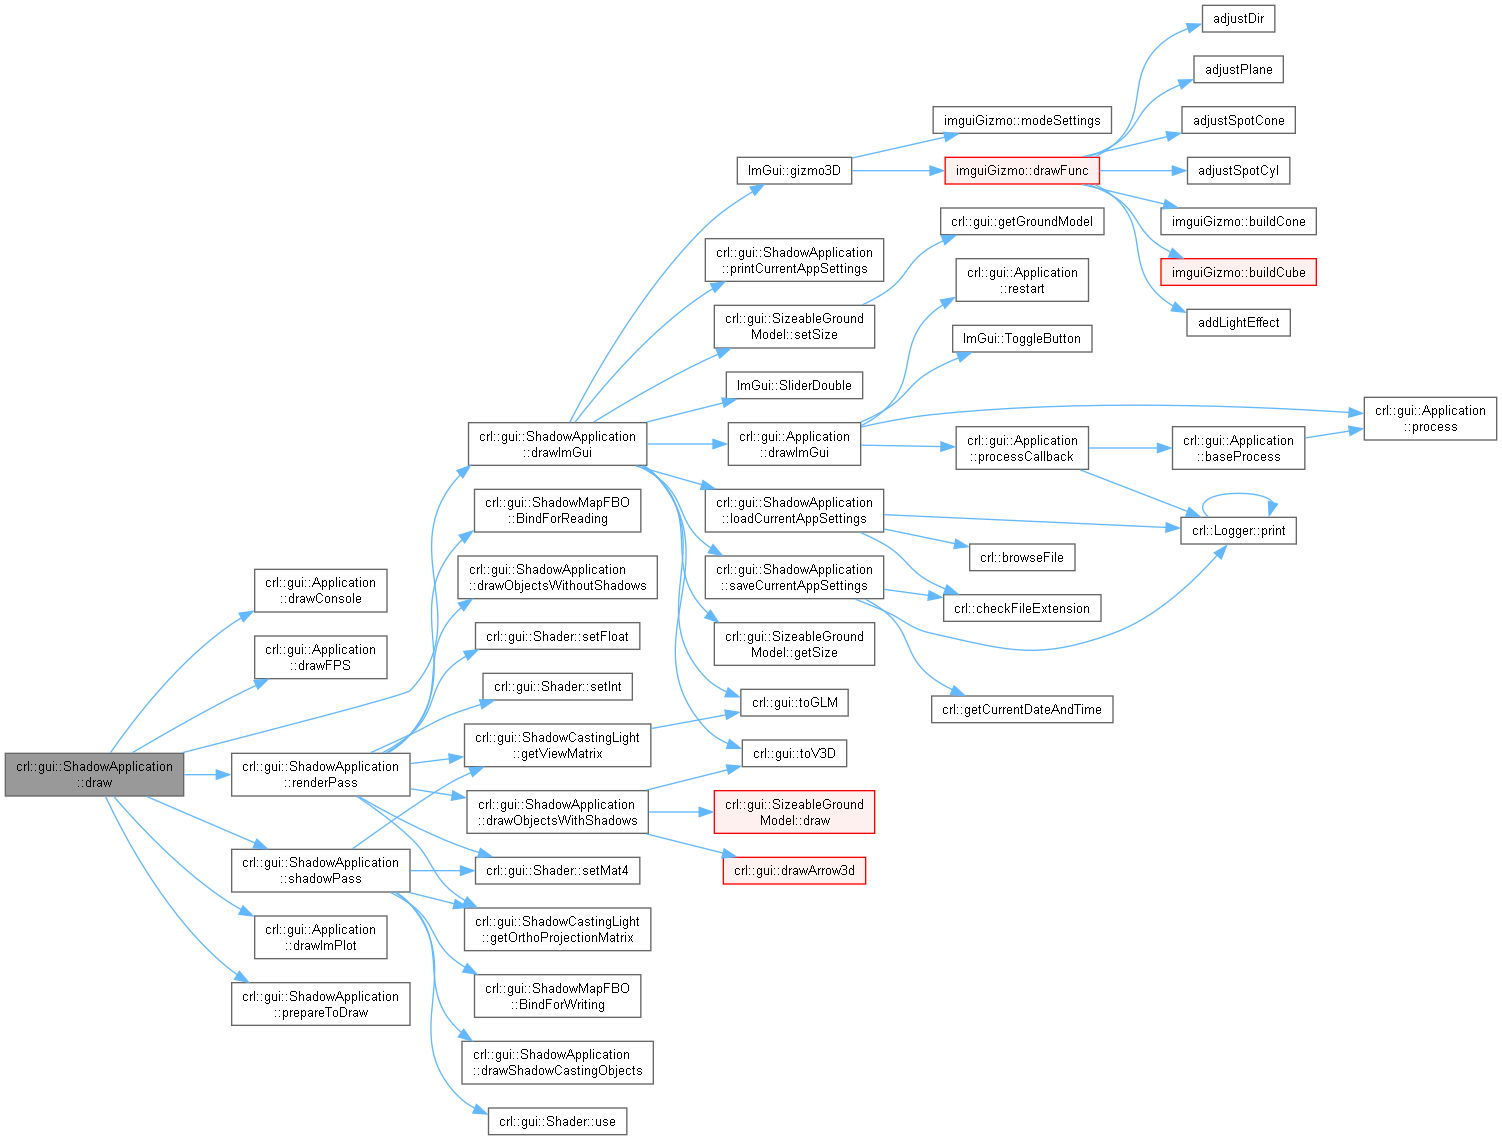 adjustDir
adjustPlane
imguiGizmo::modeSettings
adjustSpotCone
ImGui::gizmo3D
imguiGizmo::drawFunc
adjustSpotCyl
crl::gui::getGroundModel
imguiGizmo::buildCone
crl::gui::ShadowApplication
::printCurrentAppSettings
crl::gui::Application
::restart
imguiGizmo::buildCube
crl::gui::SizeableGround
Model::setSize
addLightEffect
ImGui::ToggleButton
ImGui::SliderDouble
crl::gui::Application
::process
crl::gui::ShadowApplication
::drawImGui
crl::gui::Application
::drawImGui
crl::gui::Application
::processCallback
crl::gui::Application
::baseProcess
crl::gui::ShadowMapFBO
::BindForReading
crl::gui::ShadowApplication
::loadCurrentAppSettings
crl::Logger::print
crl::browseFile
crl::gui::Application
::drawConsole
crl::gui::ShadowApplication
::drawObjectsWithoutShadows
crl::gui::ShadowApplication
::saveCurrentAppSettings
crl::checkFileExtension
crl::gui::Application
::drawFPS
crl::gui::Shader::setFloat
crl::gui::SizeableGround
Model::getSize
crl::gui::Shader::setInt
crl::gui::toGLM
crl::getCurrentDateAndTime
crl::gui::ShadowApplication
::draw
crl::gui::ShadowApplication
::renderPass
crl::gui::ShadowCastingLight
::getViewMatrix
crl::gui::toV3D
crl::gui::ShadowApplication
::drawObjectsWithShadows
crl::gui::SizeableGround
Model::draw
crl::gui::ShadowApplication
::shadowPass
crl::gui::Shader::setMat4
crl::gui::drawArrow3d
crl::gui::Application
::drawImPlot
crl::gui::ShadowCastingLight
::getOrthoProjectionMatrix
crl::gui::ShadowApplication
::prepareToDraw
crl::gui::ShadowMapFBO
::BindForWriting
crl::gui::ShadowApplication
::drawShadowCastingObjects
crl::gui::Shader::use